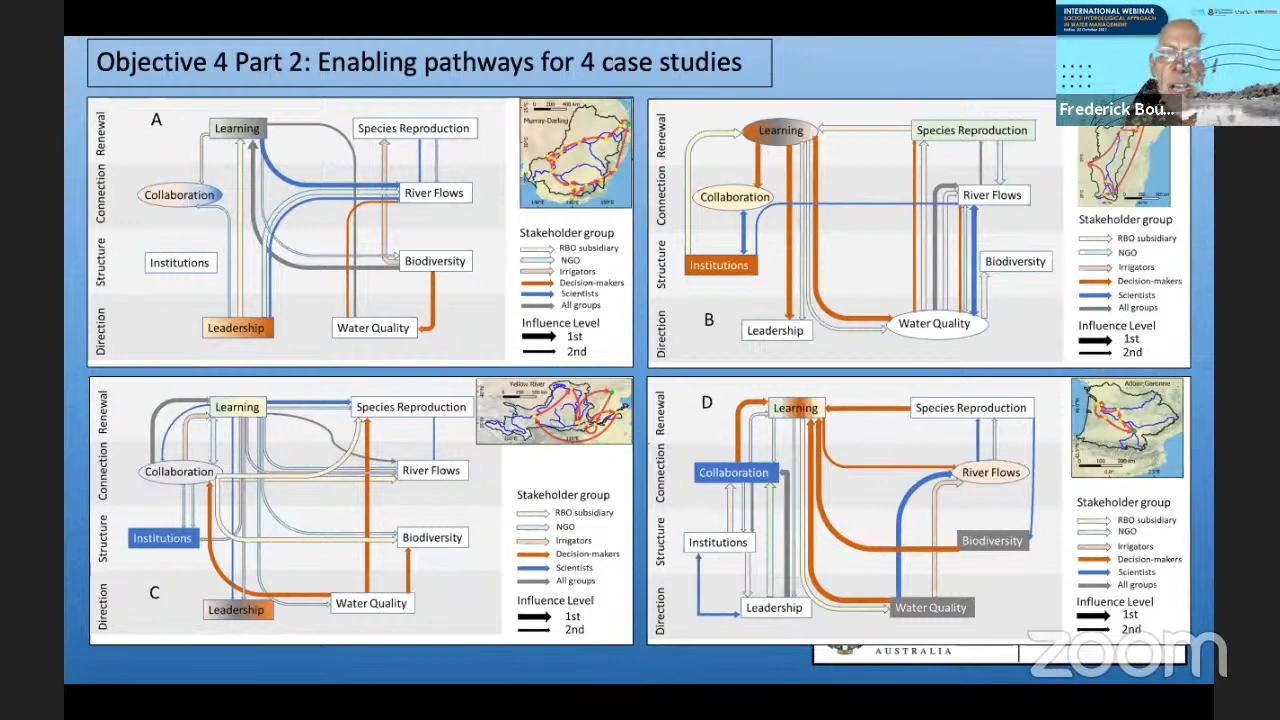 INTERNATIONAL WEBINAR
SOCIO-HYDROLOGICAL APPROACH
IN WATER MANAGEMENT
Frederick Bou...
Objective 4 Part 2: Enabling pathways for 4 case studies
A
Renewal
Connection
Structure
Direction
Learning
Species Reproduction
Collaboration
River Flows
Institutions
Biodiversity
Leadership
Water Quality
Murray-Darling
Stakeholder group
RBO subsidiary
NGO
Irrigators
Decision-makers
Scientists
All groups
Influence Level
1st
2nd
B
Renewal
Connection
Structure
Direction
Learning
Species Reproduction
Collaboration
River Flows
Institutions
Biodiversity
Leadership
Water Quality
Stakeholder group
RBO subsidiary
NGO
Irrigators
Decision-makers
Scientists
All groups
Influence Level
1st
2nd
C
Renewal
Connection
Structure
Direction
Learning
Species Reproduction
Collaboration
River Flows
Institutions
Biodiversity
Leadership
Water Quality
Yellow River
Stakeholder group
RBO subsidiary
NGO
Irrigators
Decision-makers
Scientists
All groups
Influence Level
1st
2nd
D
Renewal
Connection
Structure
Direction
Learning
Species Reproduction
Collaboration
River Flows
Institutions
Biodiversity
Leadership
Water Quality
Adour-Garonne
Stakeholder group
RBO subsidiary
NGO
Irrigators
Decision-makers
Scientists
All groups
Influence Level
1st
2nd
AUSTRALIA
zoom